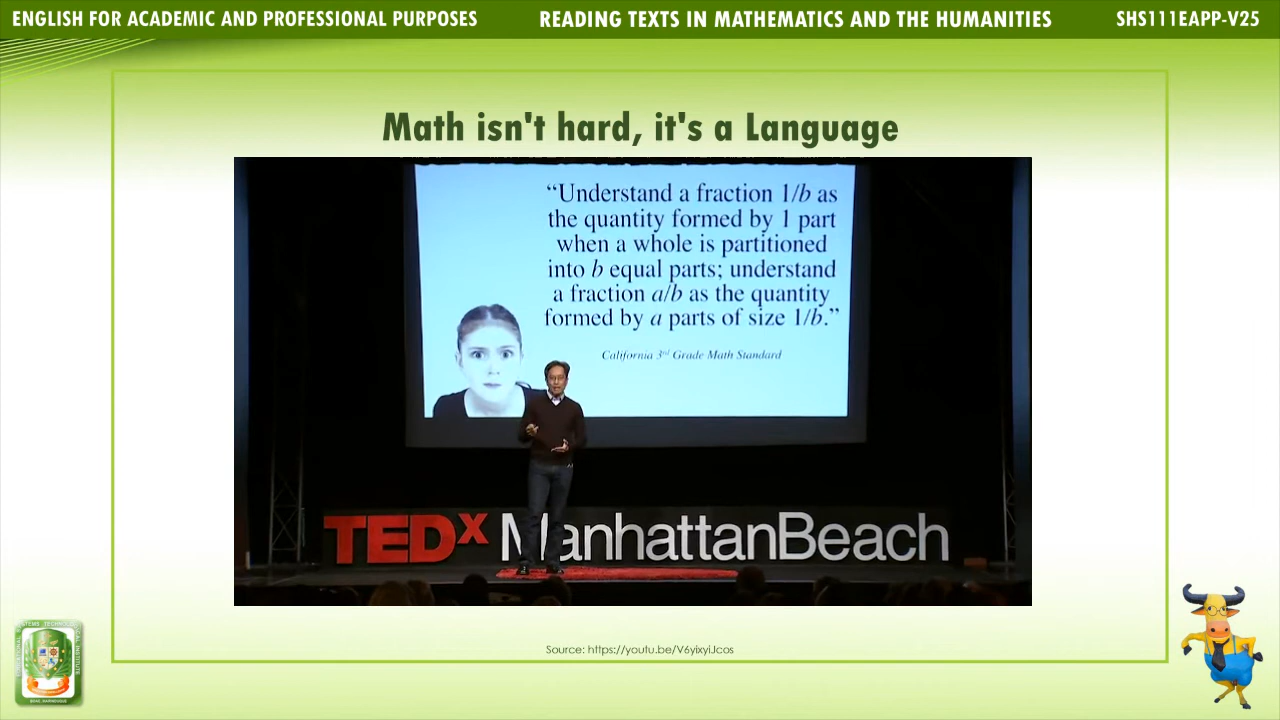 ENGLISH FOR ACADEMIC AND PROFESSIONAL PURPOSES
READING TEXTS IN MATHEMATICS AND THE HUMANITIES
SHS111EAPP-V25
Math isn't hard, it's a Language
“Understand a fraction 1/b as
the quantity formed by 1 part
when a whole is partitioned
into b equal parts; understand
a fraction a/b as the quantity
formed by a parts of size 1/b.”
California 3rd Grade Math Standard
TEDx ManhattanBeach
Source: https://youtu.be/V6yixyiJcos